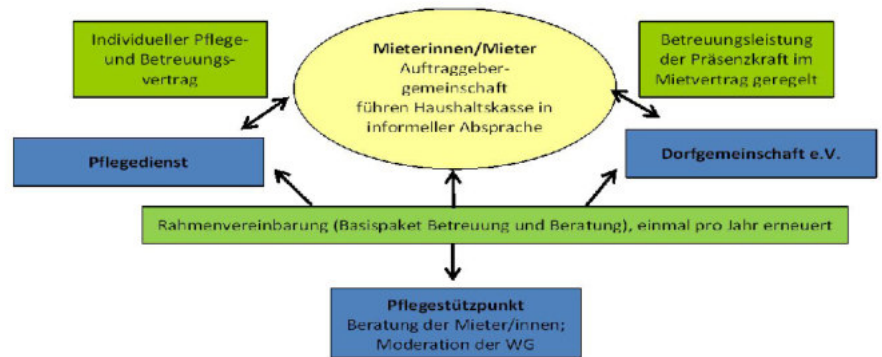 Individueller Pflege-
und Betreuungs-
vertrag
Mieterinnen/Mieter
Auftraggeber-
gemeinschaft
führen Haushaltskasse in
informeller Absprache
Betreuungsleistung
der Präsenzkraft im
Mietvertrag geregelt
Pflegedienst
Dorfgemeinschaft e.V.
Rahmenvereinbarung (Basispaket Betreuung und Beratung), einmal pro Jahr erneuert
Pflegestützpunkt
Beratung der Mieter/innen;
Moderation der WG